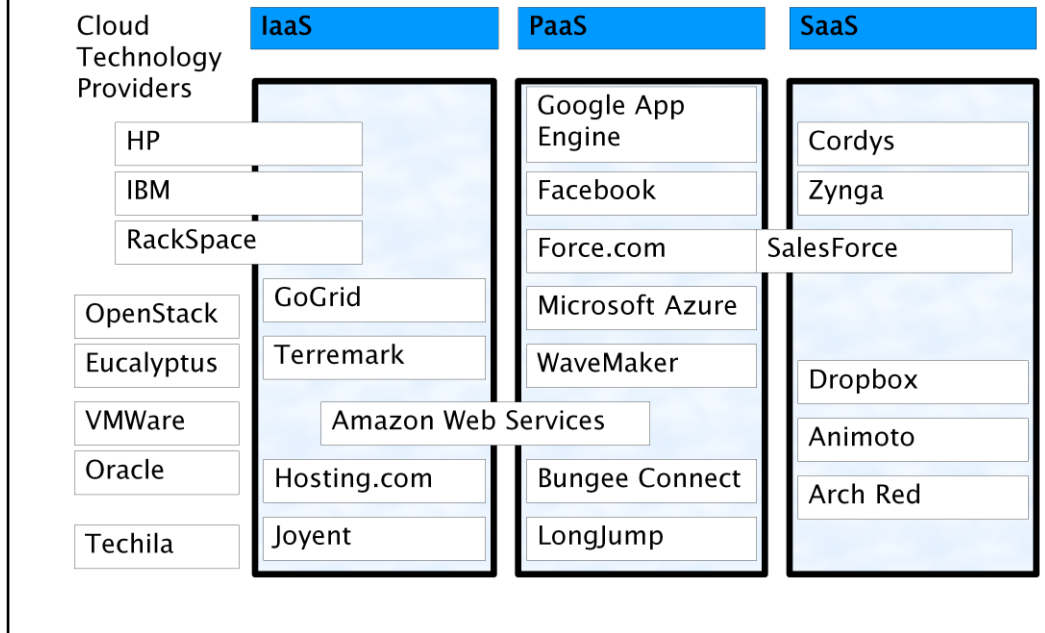 Cloud
Technology
Providers
IaaS
PaaS
SaaS
HP
IBM
RackSpace
OpenStack
Eucalyptus
VMWare
Oracle
Techila
GoGrid
Terremark
Amazon Web Services
Hosting.com
Joyent
Google App
Engine
Facebook
Force.com
Microsoft Azure
WaveMaker
Bungee Connect
LongJump
Cordys
Zynga
SalesForce
Dropbox
Animoto
Arch Red